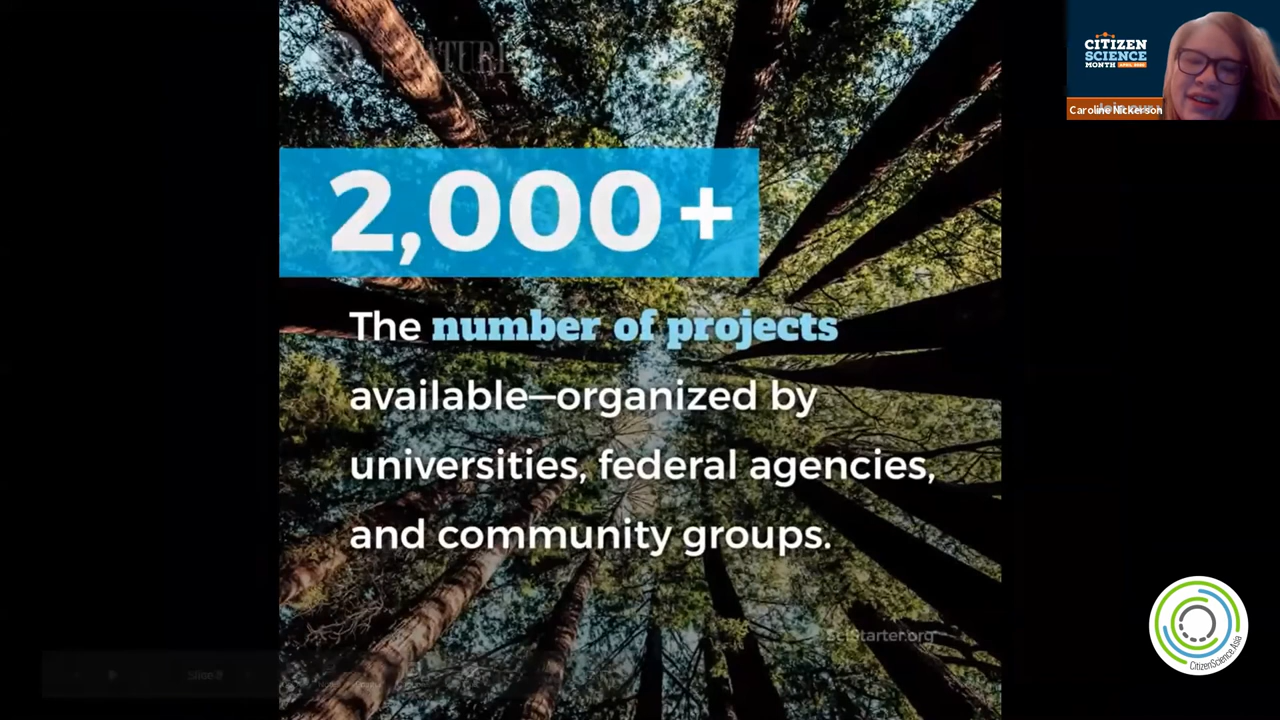 2,000+
The number of projects
available—organized by
universities, federal agencies,
and community groups.
SciStarter.org
CITIZEN
SCIENCE
MONTH
Caroline Nickerson
CitizenScience.Asia